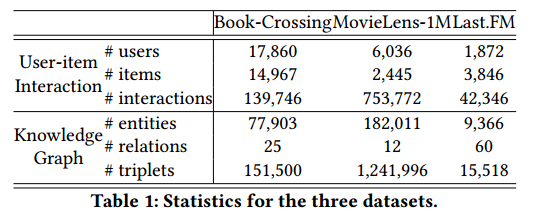 Book-Crossing MovieLens-1M Last.FM
User-item Interaction
# users 17,860 6,036 1,872
# items 14,967 2,445 3,846
# interactions 139,746 753,772 42,346
Knowledge Graph
# entities 77,903 182,011 9,366
# relations 25 12 60
# triplets 151,500 1,241,996 15,518
Table 1: Statistics for the three datasets.